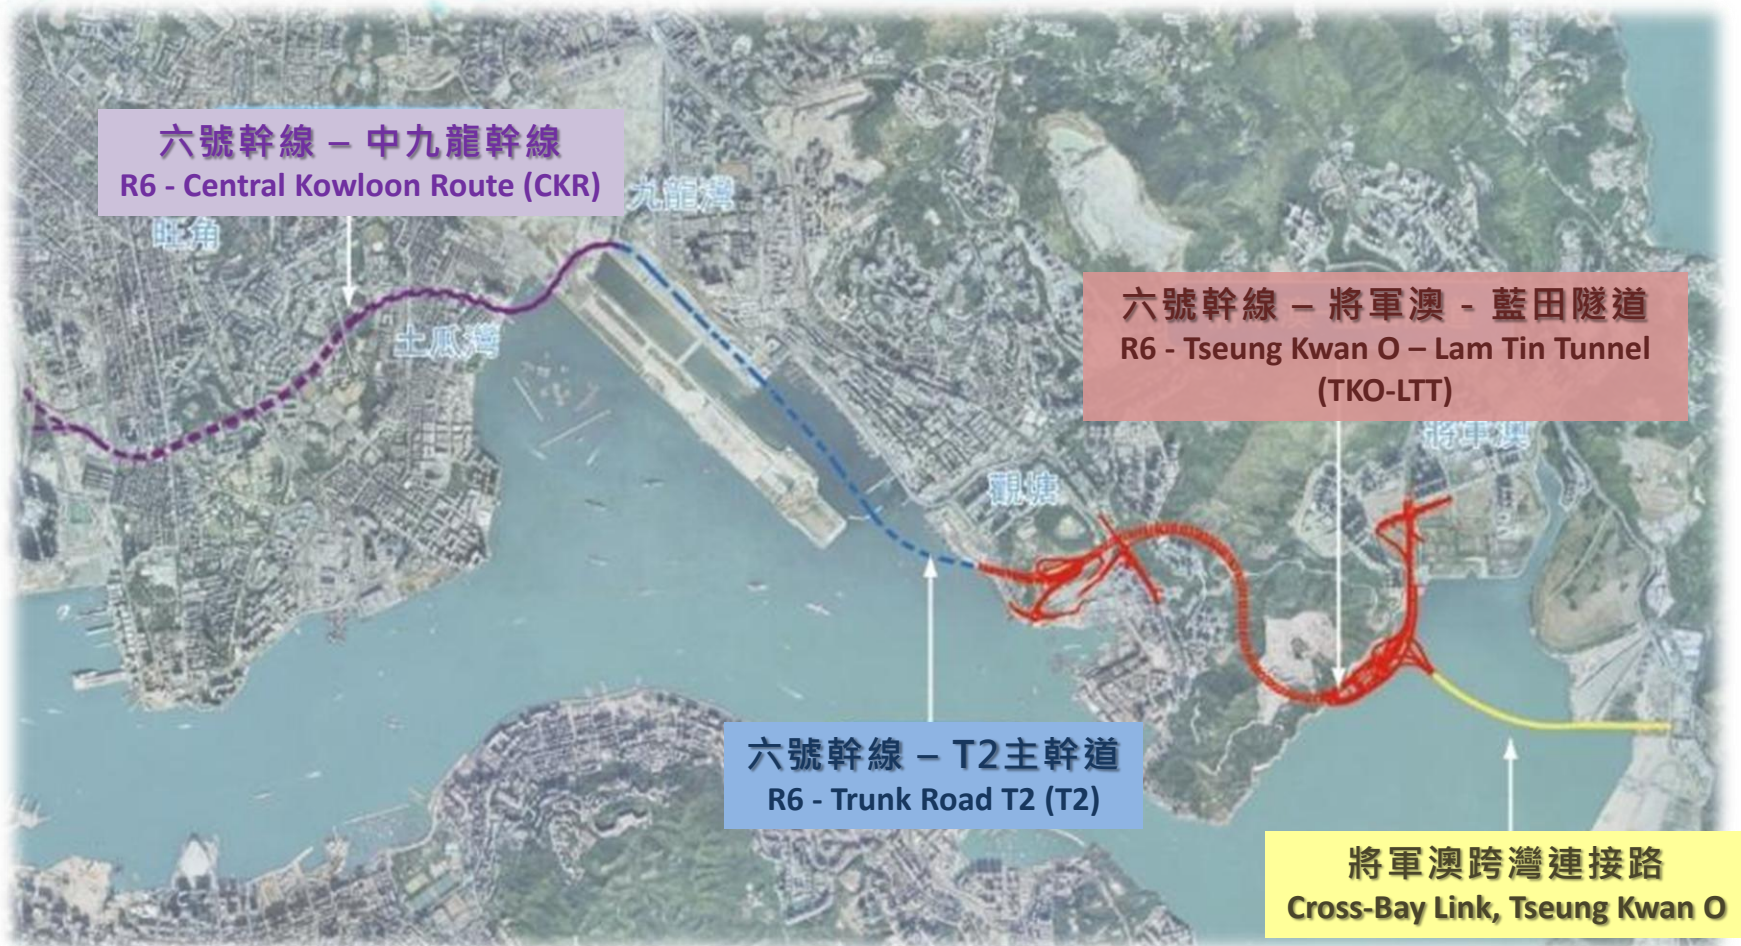 六號幹線 – 中九龍幹線
R6 - Central Kowloon Route (CKR)
九龍灣
旺角
六號幹線 – 將軍澳 - 藍田隧道
R6 - Tseung Kwan O – Lam Tin Tunnel
(TKO-LTT)
土瓜灣
將軍澳
觀塘
六號幹線 – T2主幹道
R6 - Trunk Road T2 (T2)
將軍澳跨灣連接路
Cross-Bay Link, Tseung Kwan O